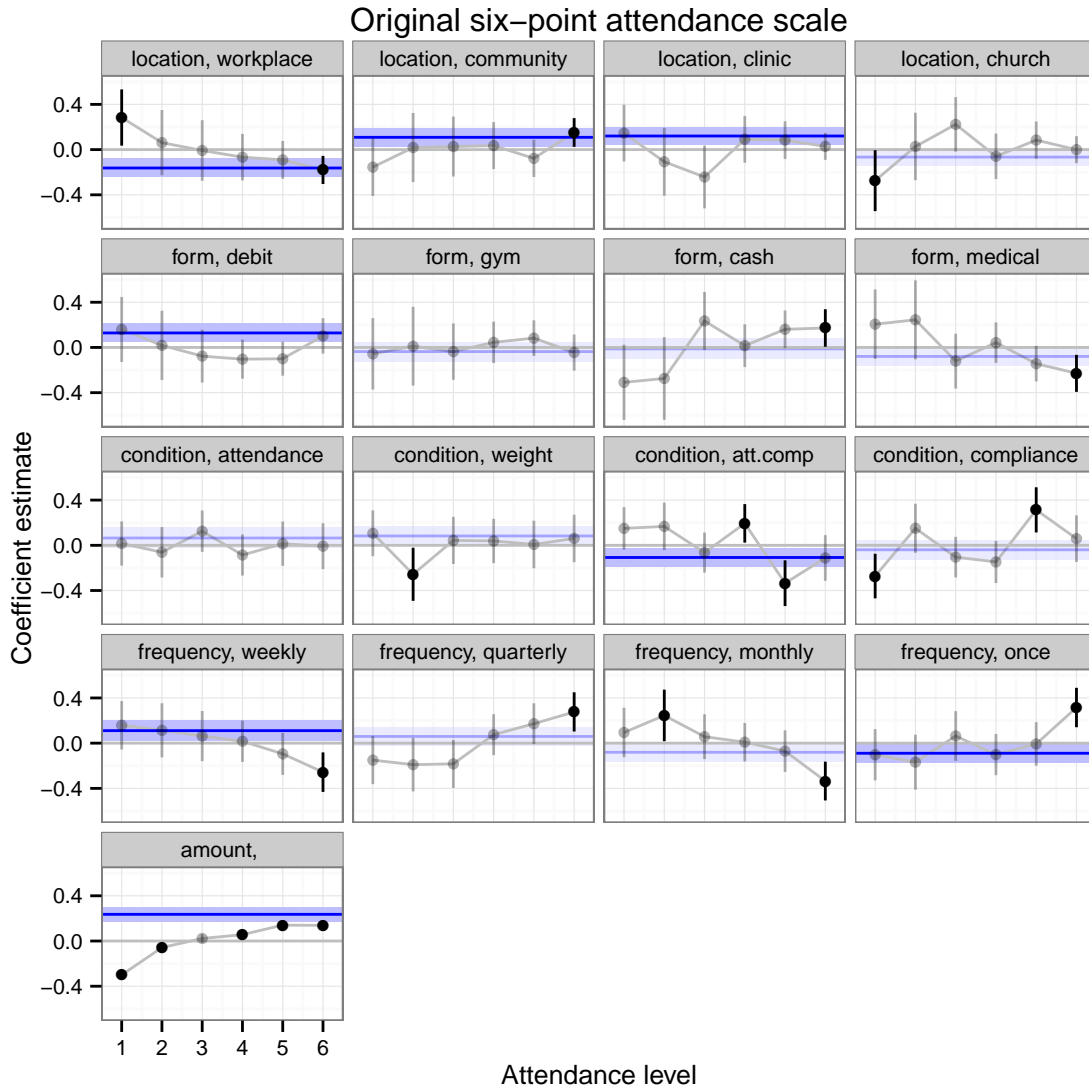 Original six−point attendance scale
location, workplace
location, community
location, clinic
location, church
0.4
0.0
−0.4
form, debit
form, gym
form, cash
form, medical
0.4
0.0
−0.4
condition, attendance
condition, weight
condition, att.comp
condition, compliance
0.4
0.0
−0.4
frequency, weekly
frequency, quarterly
frequency, monthly
frequency, once
0.4
0.0
−0.4
amount,
0.4
0.0
−0.4
1 2 3 4 5 6
Attendance level
Coefficient estimate